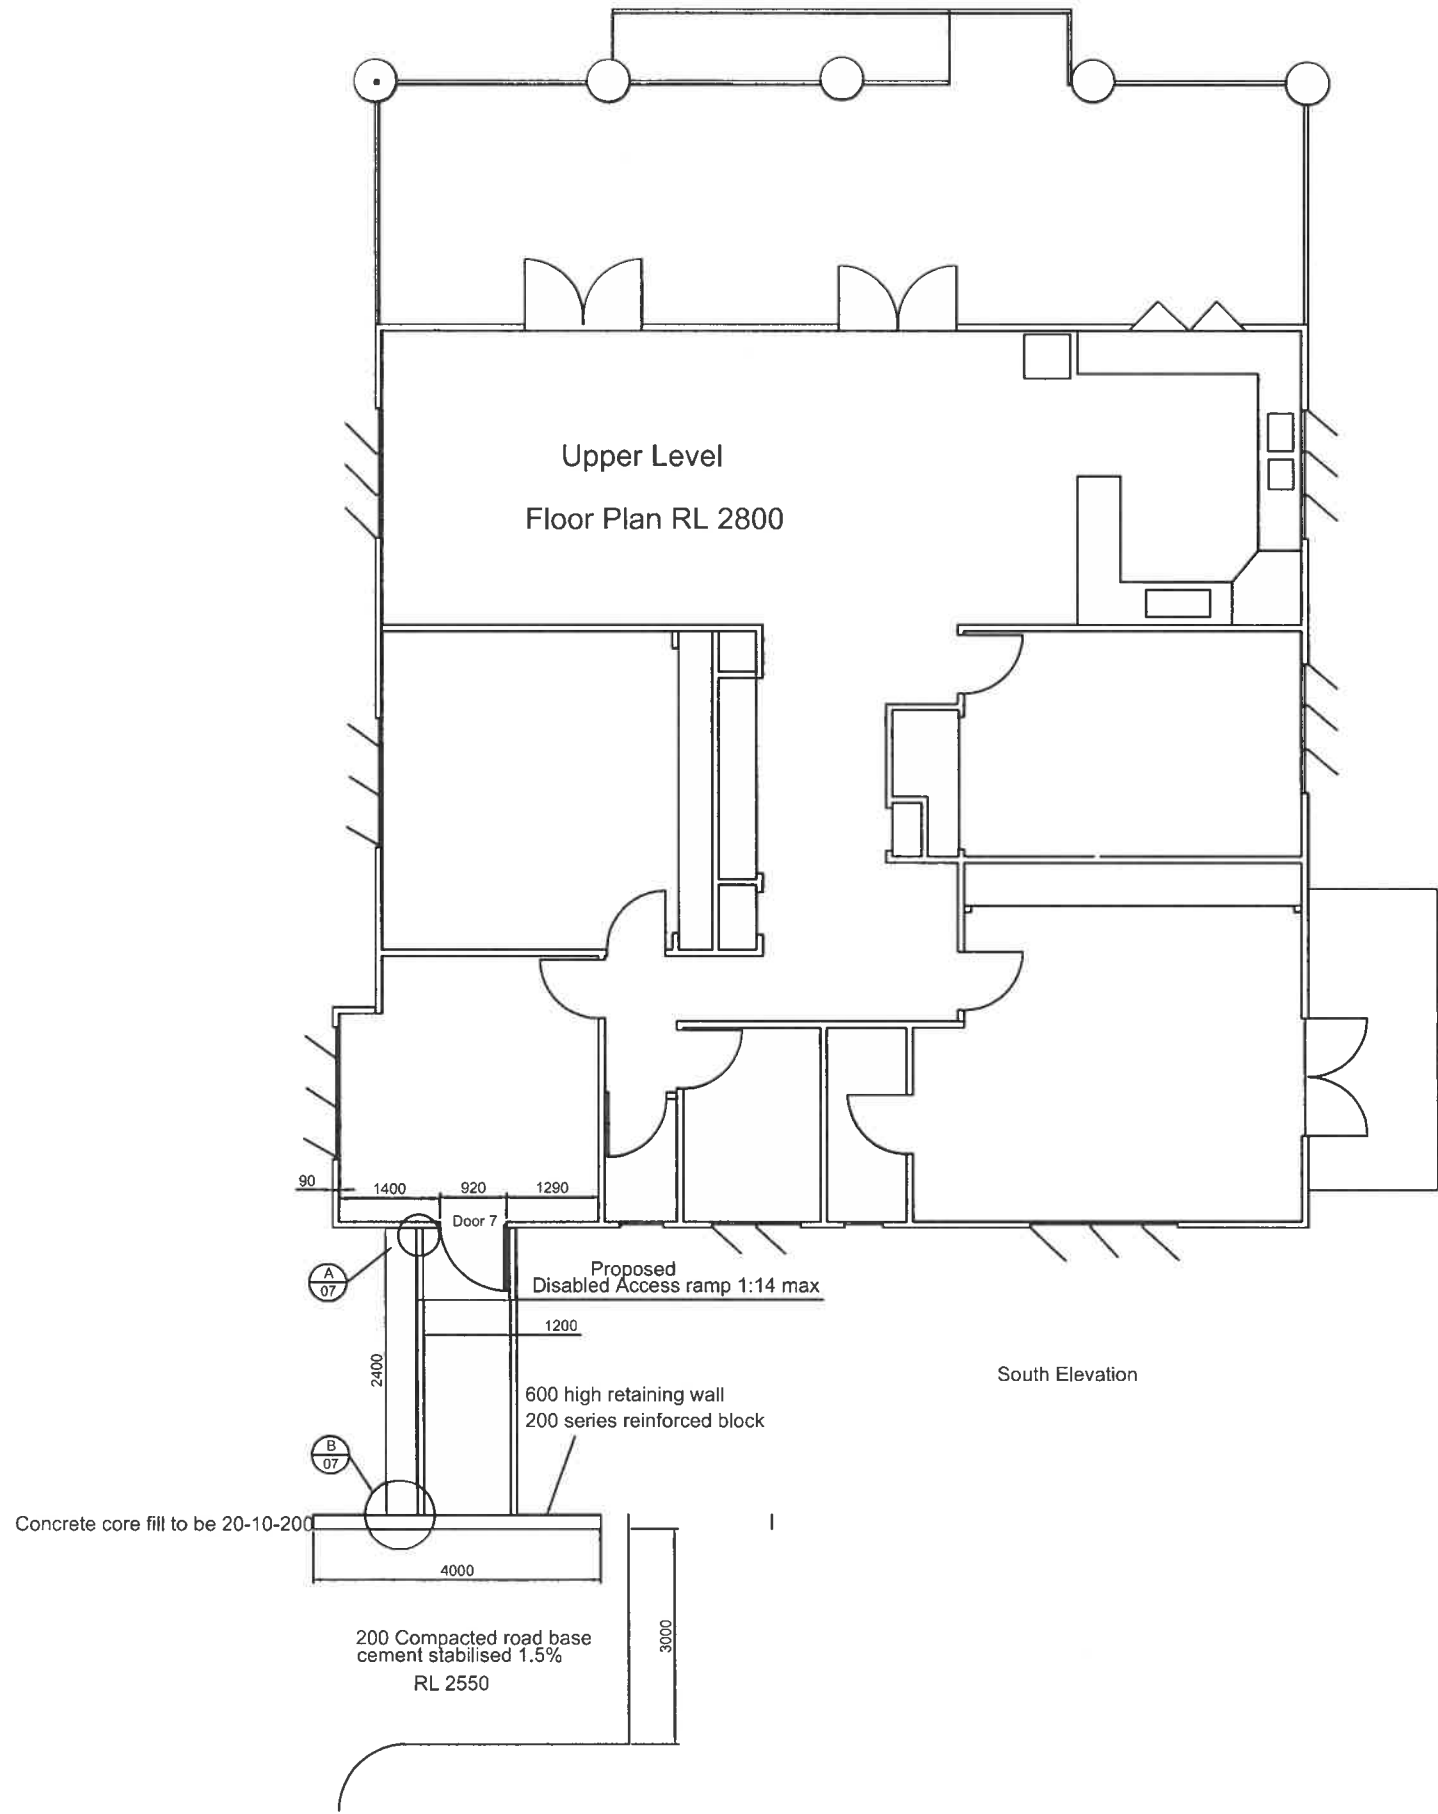 Upper Level
Floor Plan RL 2800
90
1400
920
1290
Door 7
A
07
Proposed
Disabled Access ramp 1:14 max
1200
2400
South Elevation
600 high retaining wall
200 series reinforced block
B
07
Concrete core fill to be 20-10-200
4000
3000
200 Compacted road base
cement stabilised 1.5%
RL 2550